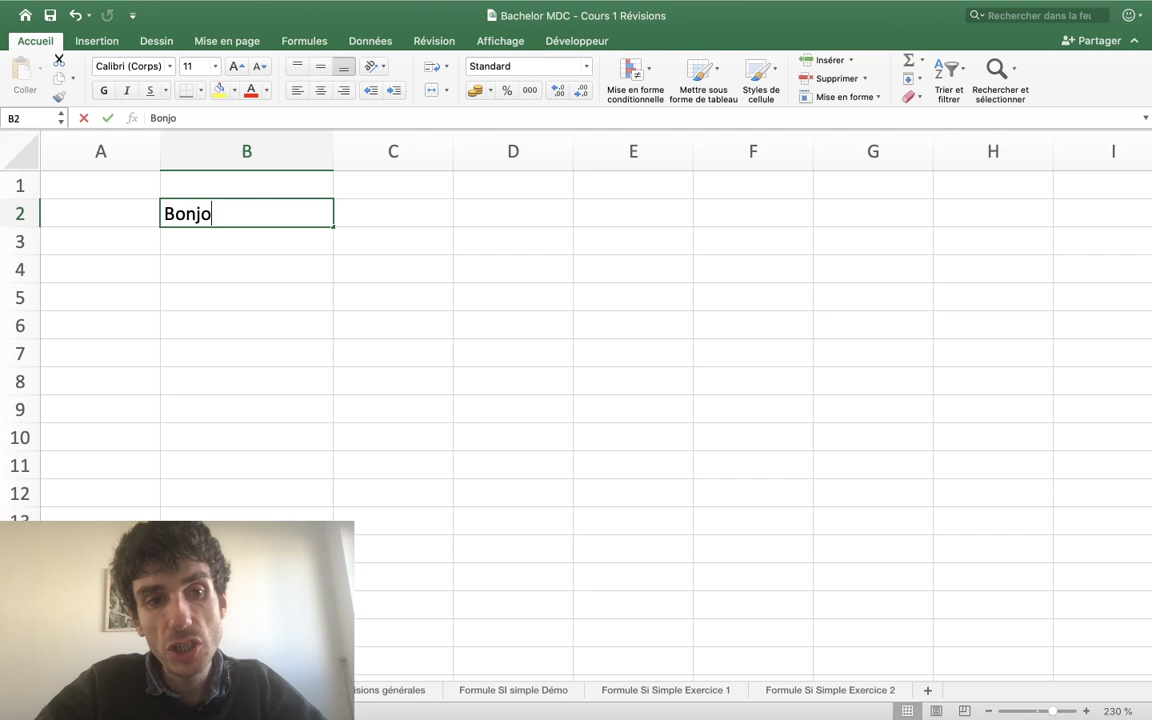 Bachelor MDC - Cours 1 Révisions
Rechercher dans la feu
Accueil Insertion Dessin Mise en page Formules Données Révision Affichage Développeur Partager
Coller
Calibri (Corps) 11
G I S A
Standard
% 000
Mise en forme conditionnelle
Mettre sous forme de tableau
Styles de cellule
Insérer
Supprimer
Mise en forme
Trier et filtrer
Rechercher et sélectionner
B2 fx Bonjo
A B C D E F G H I
1
2 Bonjo
3
4
5
6
7
8
9
10
11
12
isions générales Formule SI simple Démo Formule Si Simple Exercice 1 Formule Si Simple Exercice 2
230 %